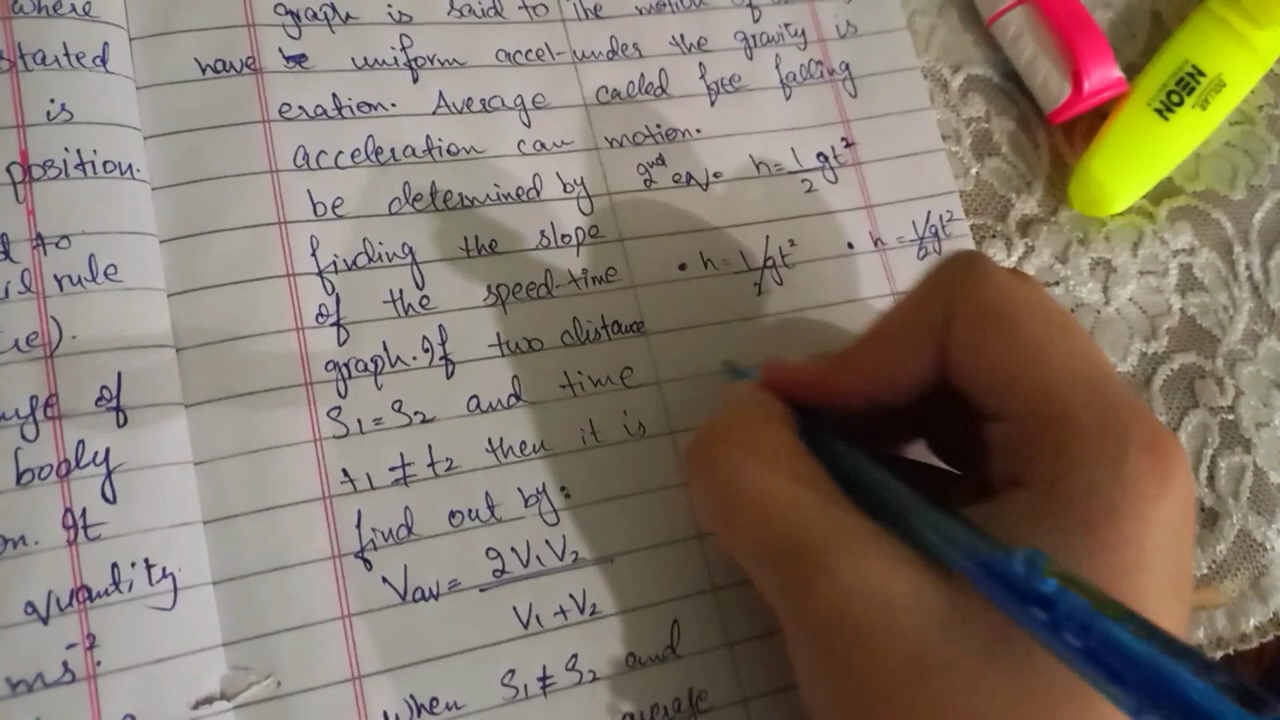 where
started
is
position.
d to
rule
of
body
on. It
quantity.
ms⁻².
graph is said to
have uniform accel-
eration. Average
acceleration can
be determined by
finding the slope
of the speed-time
graph. If two distance
S₁=S₂ and time
t₁ ≠ t₂ then it is
find out by:
Vav= 2V₁V₂
V₁+V₂
When S₁≠S₂ and
the motion of
under the gravity is
called free falling
motion.
2nd h=1/2 gt²
• h=1/2 gt² • h=1/2 gt²
NEON